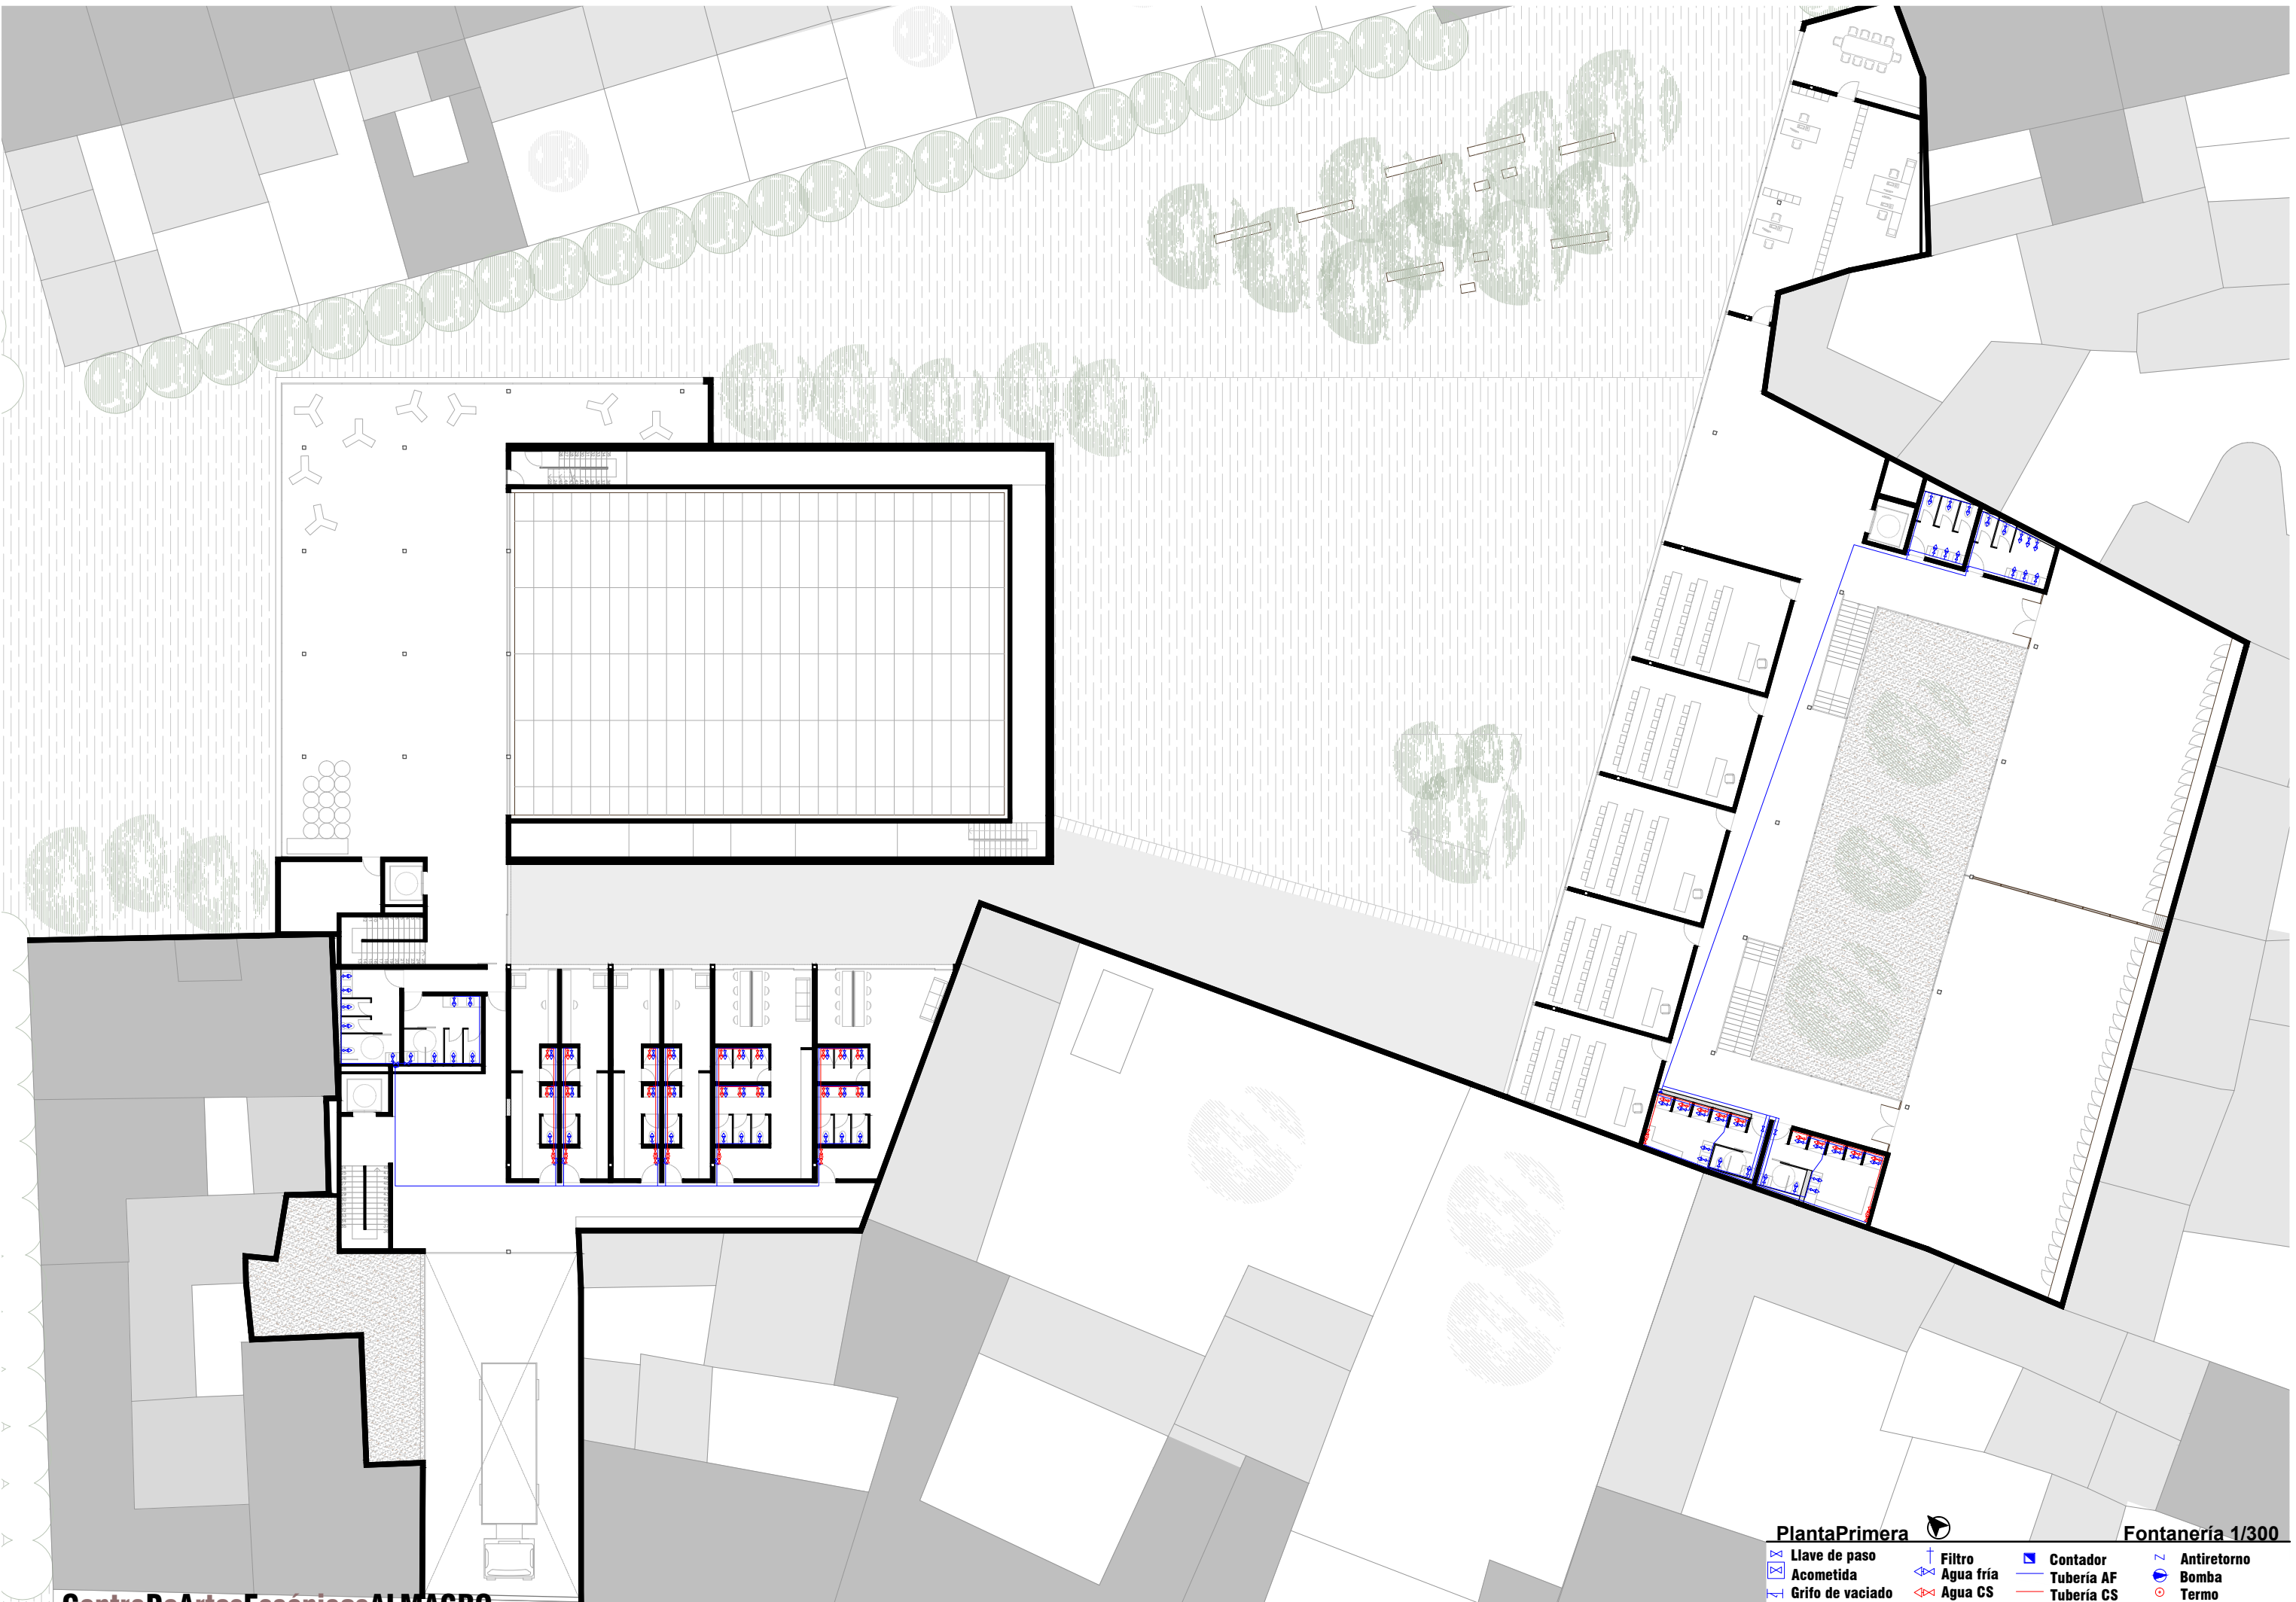 PlantaPrimera Fontanería 1/300
Llave de paso Filtro Contador Antiretorno
Acometida Agua fría Tubería AF Bomba
Grifo de vaciado Agua CS Tubería CS Termo
CentroDeArtesEscénicasALMAGRO